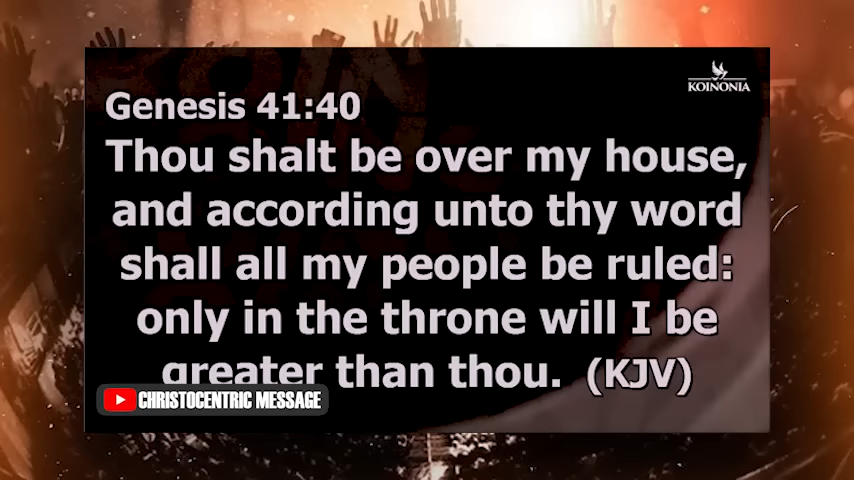 KOINONIA
Genesis 41:40
Thou shalt be over my house,
and according unto thy word
shall all my people be ruled:
only in the throne will I be
greater than thou. (KJV)
CHRISTOCENTRIC MESSAGE